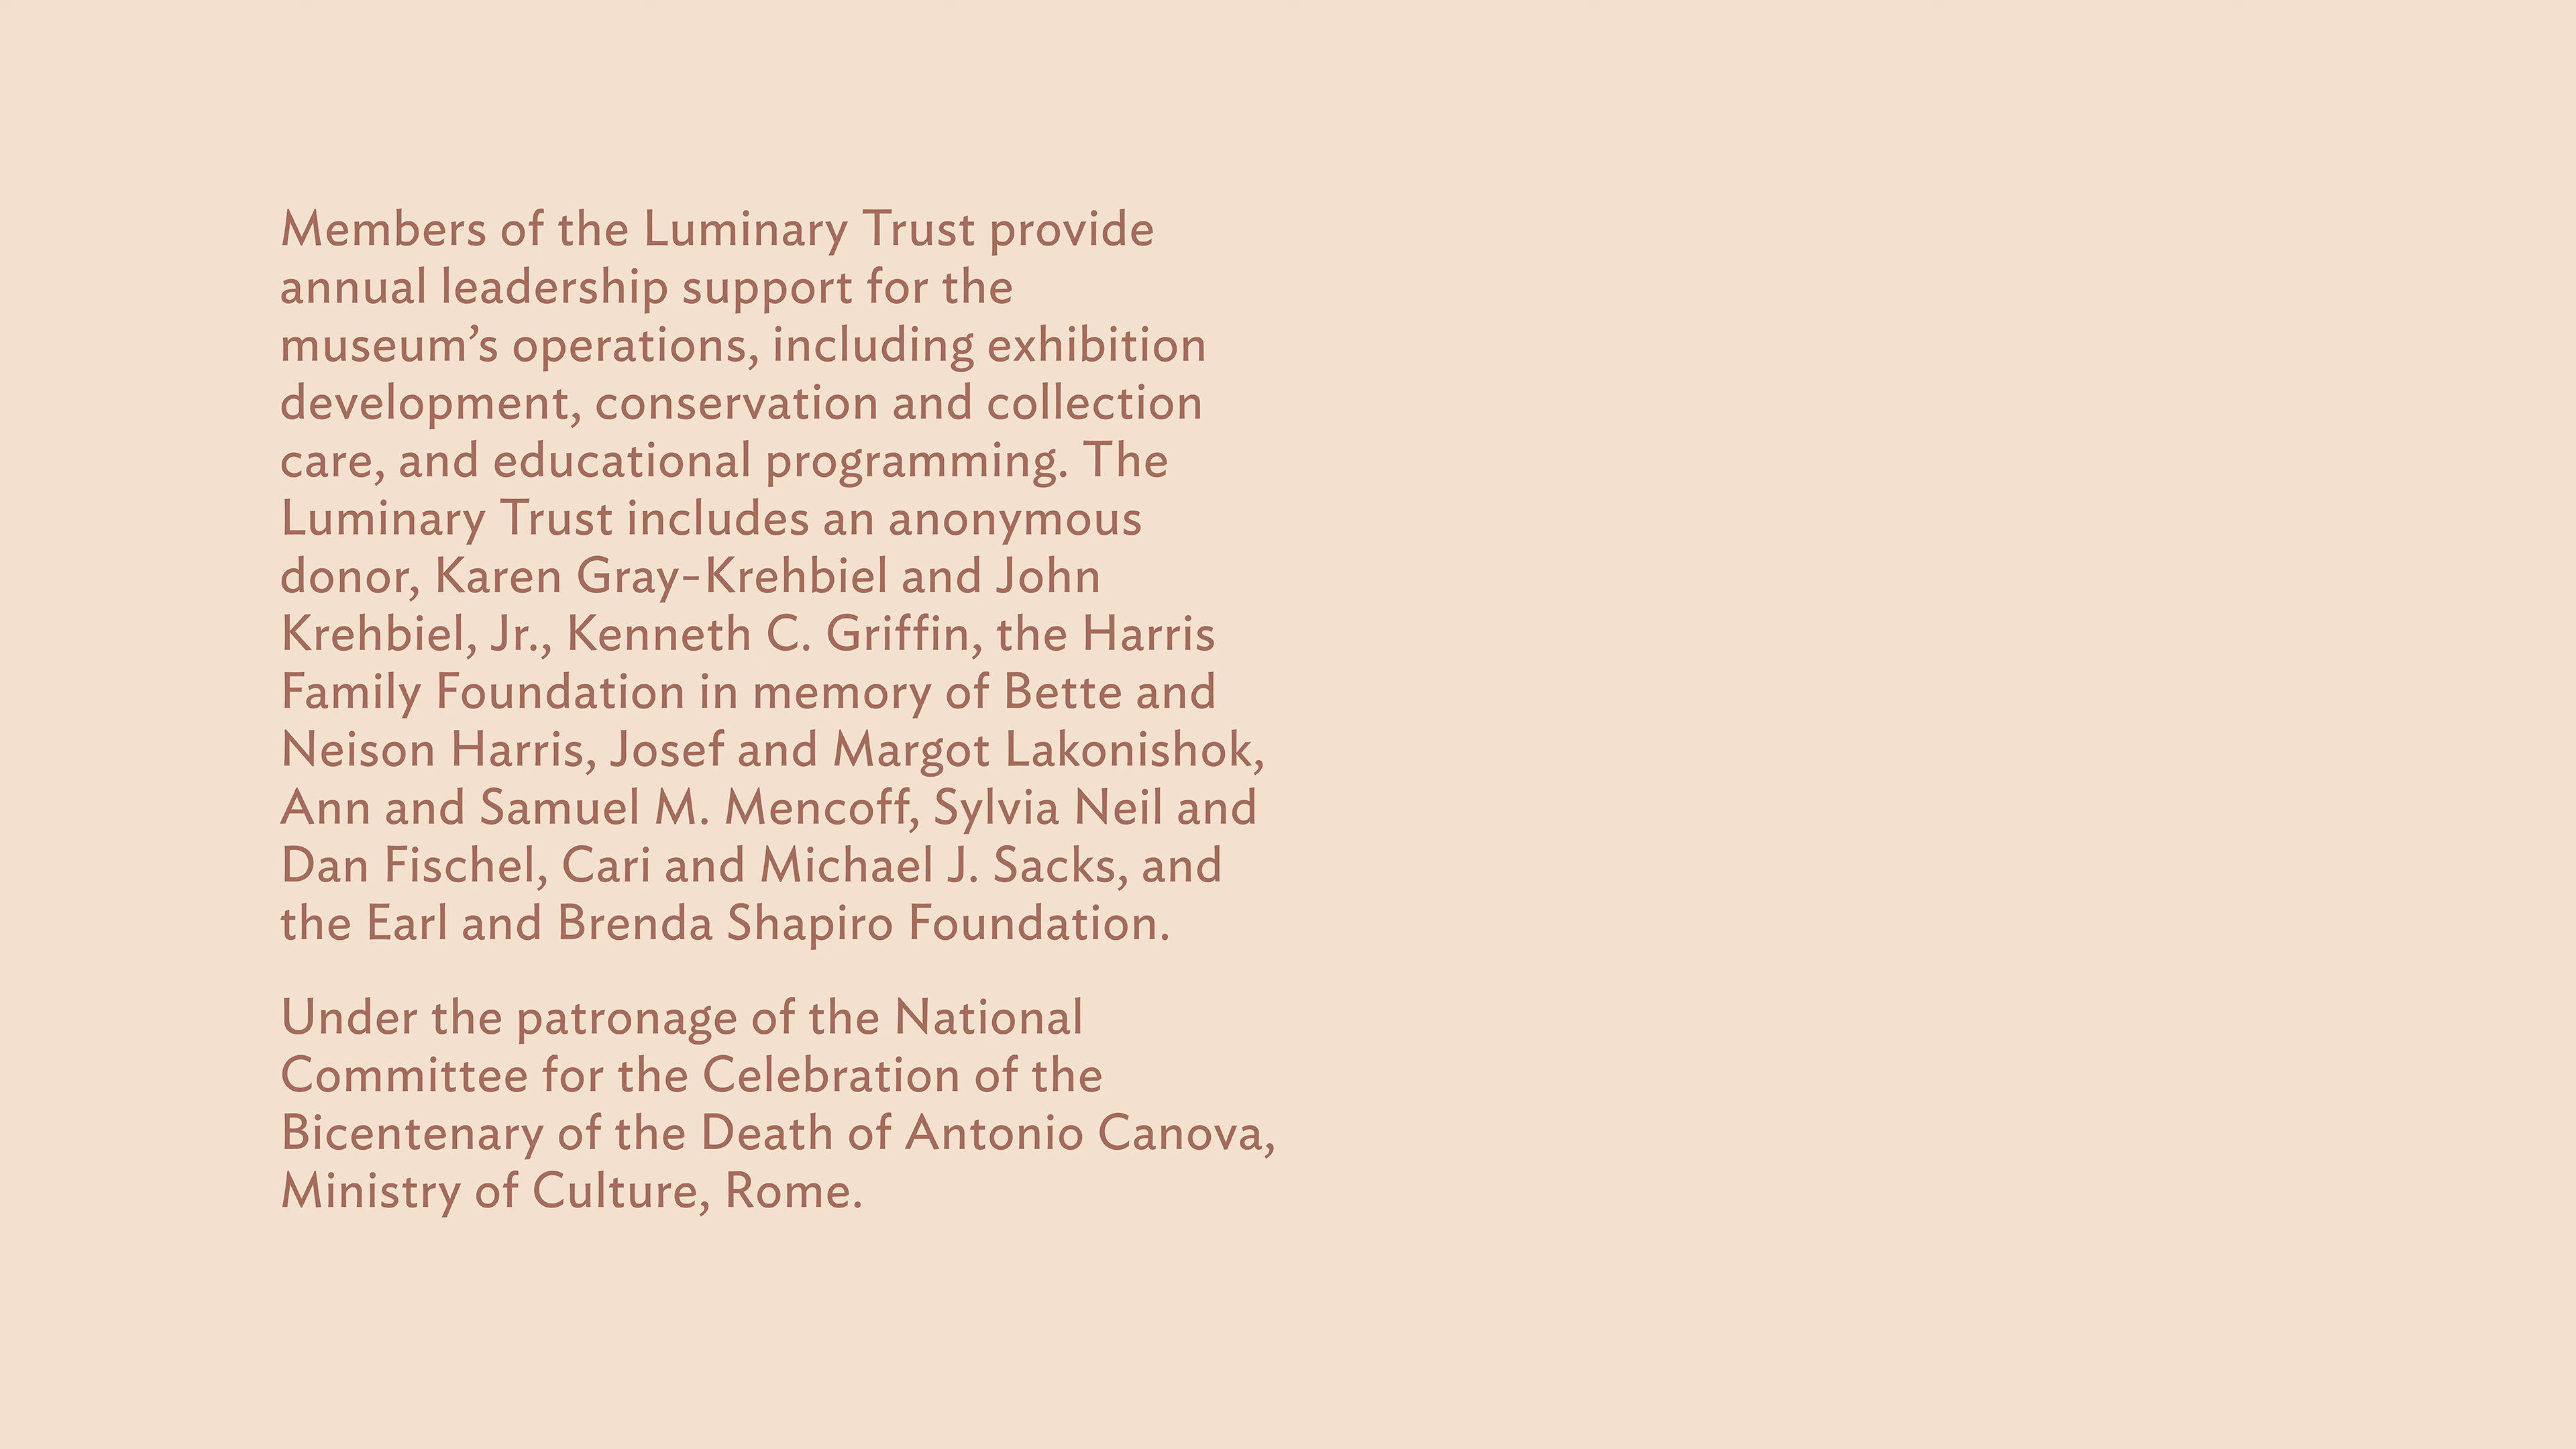 Members of the Luminary Trust provide
annual leadership support for the
museum’s operations, including exhibition
development, conservation and collection
care, and educational programming. The
Luminary Trust includes an anonymous
donor, Karen Gray-Krehbiel and John
Krehbiel, Jr., Kenneth C. Griffin, the Harris
Family Foundation in memory of Bette and
Neison Harris, Josef and Margot Lakonishok,
Ann and Samuel M. Mencoff, Sylvia Neil and
Dan Fischel, Cari and Michael J. Sacks, and
the Earl and Brenda Shapiro Foundation.
Under the patronage of the National
Committee for the Celebration of the
Bicentenary of the Death of Antonio Canova,
Ministry of Culture, Rome.